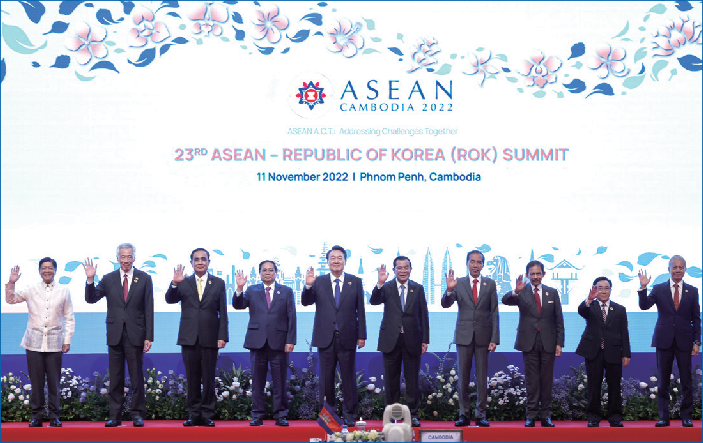 ASEAN
CAMBODIA 2022
ASEAN A.C.T.: Addressing Challenges Together
23RD ASEAN – REPUBLIC OF KOREA (ROK) SUMMIT
11 November 2022 | Phnom Penh, Cambodia
CAMBODIA